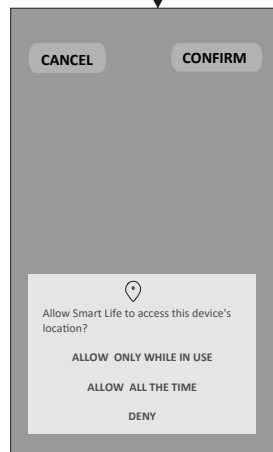 CANCEL CONFIRM
Allow Smart Life to access this device's
location?
ALLOW ONLY WHILE IN USE
ALLOW ALL THE TIME
DENY